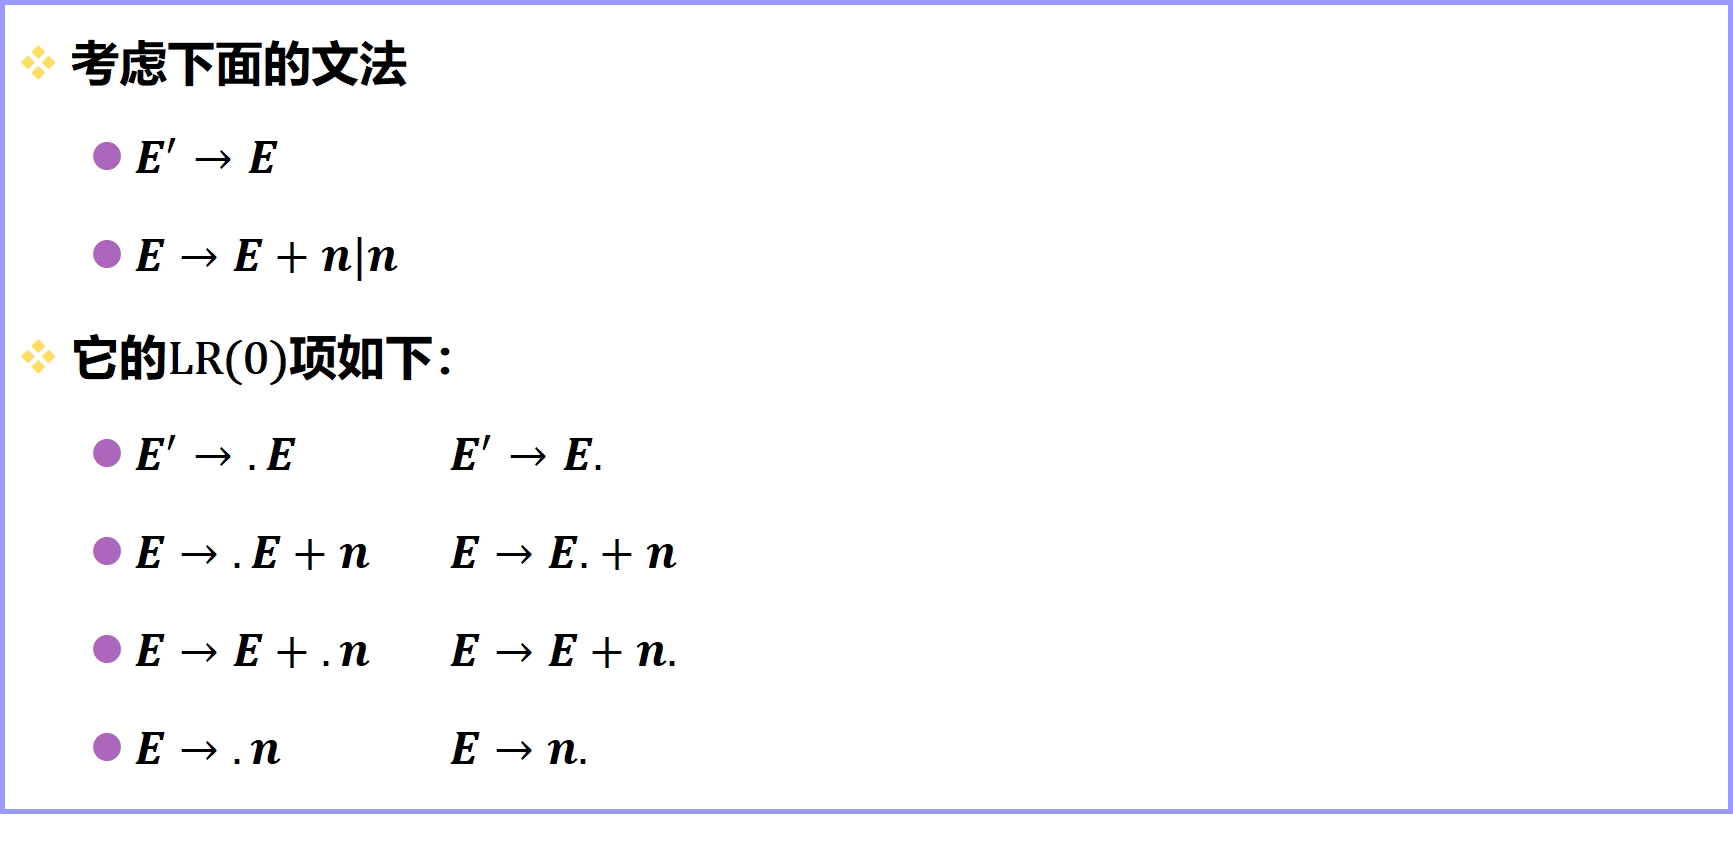 考虑下面的文法
E′ → E
E → E + n|n
它的LR(0)项如下：
E′ → . E    E′ → E.
E → . E + n    E → E. + n
E → E + . n    E → E + n.
E → . n    E → n.